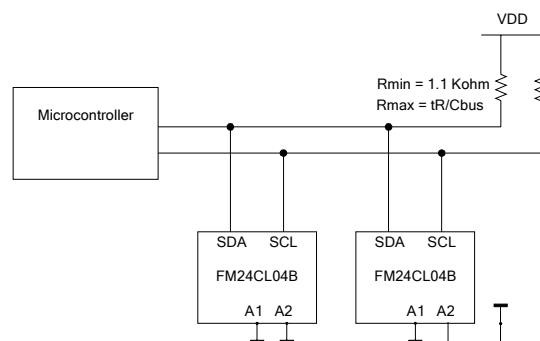 VDD
Rmin = 1.1 Kohm
Rmax = tR/Cbus
Microcontroller
SDA SCL
FM24CL04B
A1 A2
SDA SCL
FM24CL04B
A1 A2